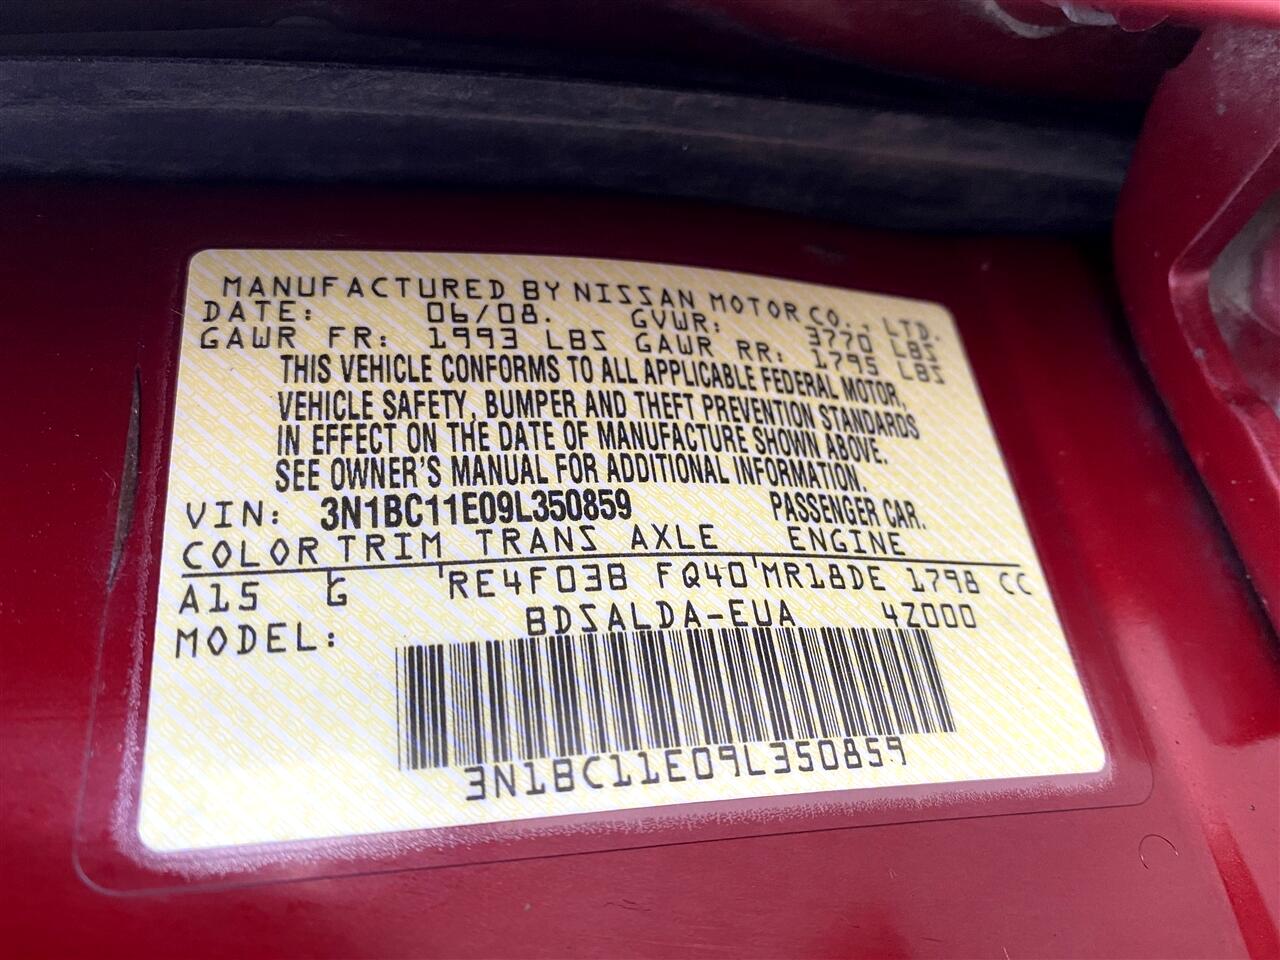 MANUFACTURED BY NISSAN MOTOR CO., LTD.
DATE: 06/08. GVWR: 3770 LBS
GAWR FR: 1993 LBS GAWR RR: 1795 LBS
THIS VEHICLE CONFORMS TO ALL APPLICABLE FEDERAL MOTOR,
VEHICLE SAFETY, BUMPER AND THEFT PREVENTION STANDARDS
IN EFFECT ON THE DATE OF MANUFACTURE SHOWN ABOVE.
SEE OWNER'S MANUAL FOR ADDITIONAL INFORMATION.
VIN: 3N1BC11E09L350859 PASSENGER CAR.
COLOR TRIM TRANS AXLE ENGINE
A15 G RE4F03B FQ40 MR18DE 1798 CC
MODEL: BDSALDA-EUA 4Z000
3N1BC11E09L350859